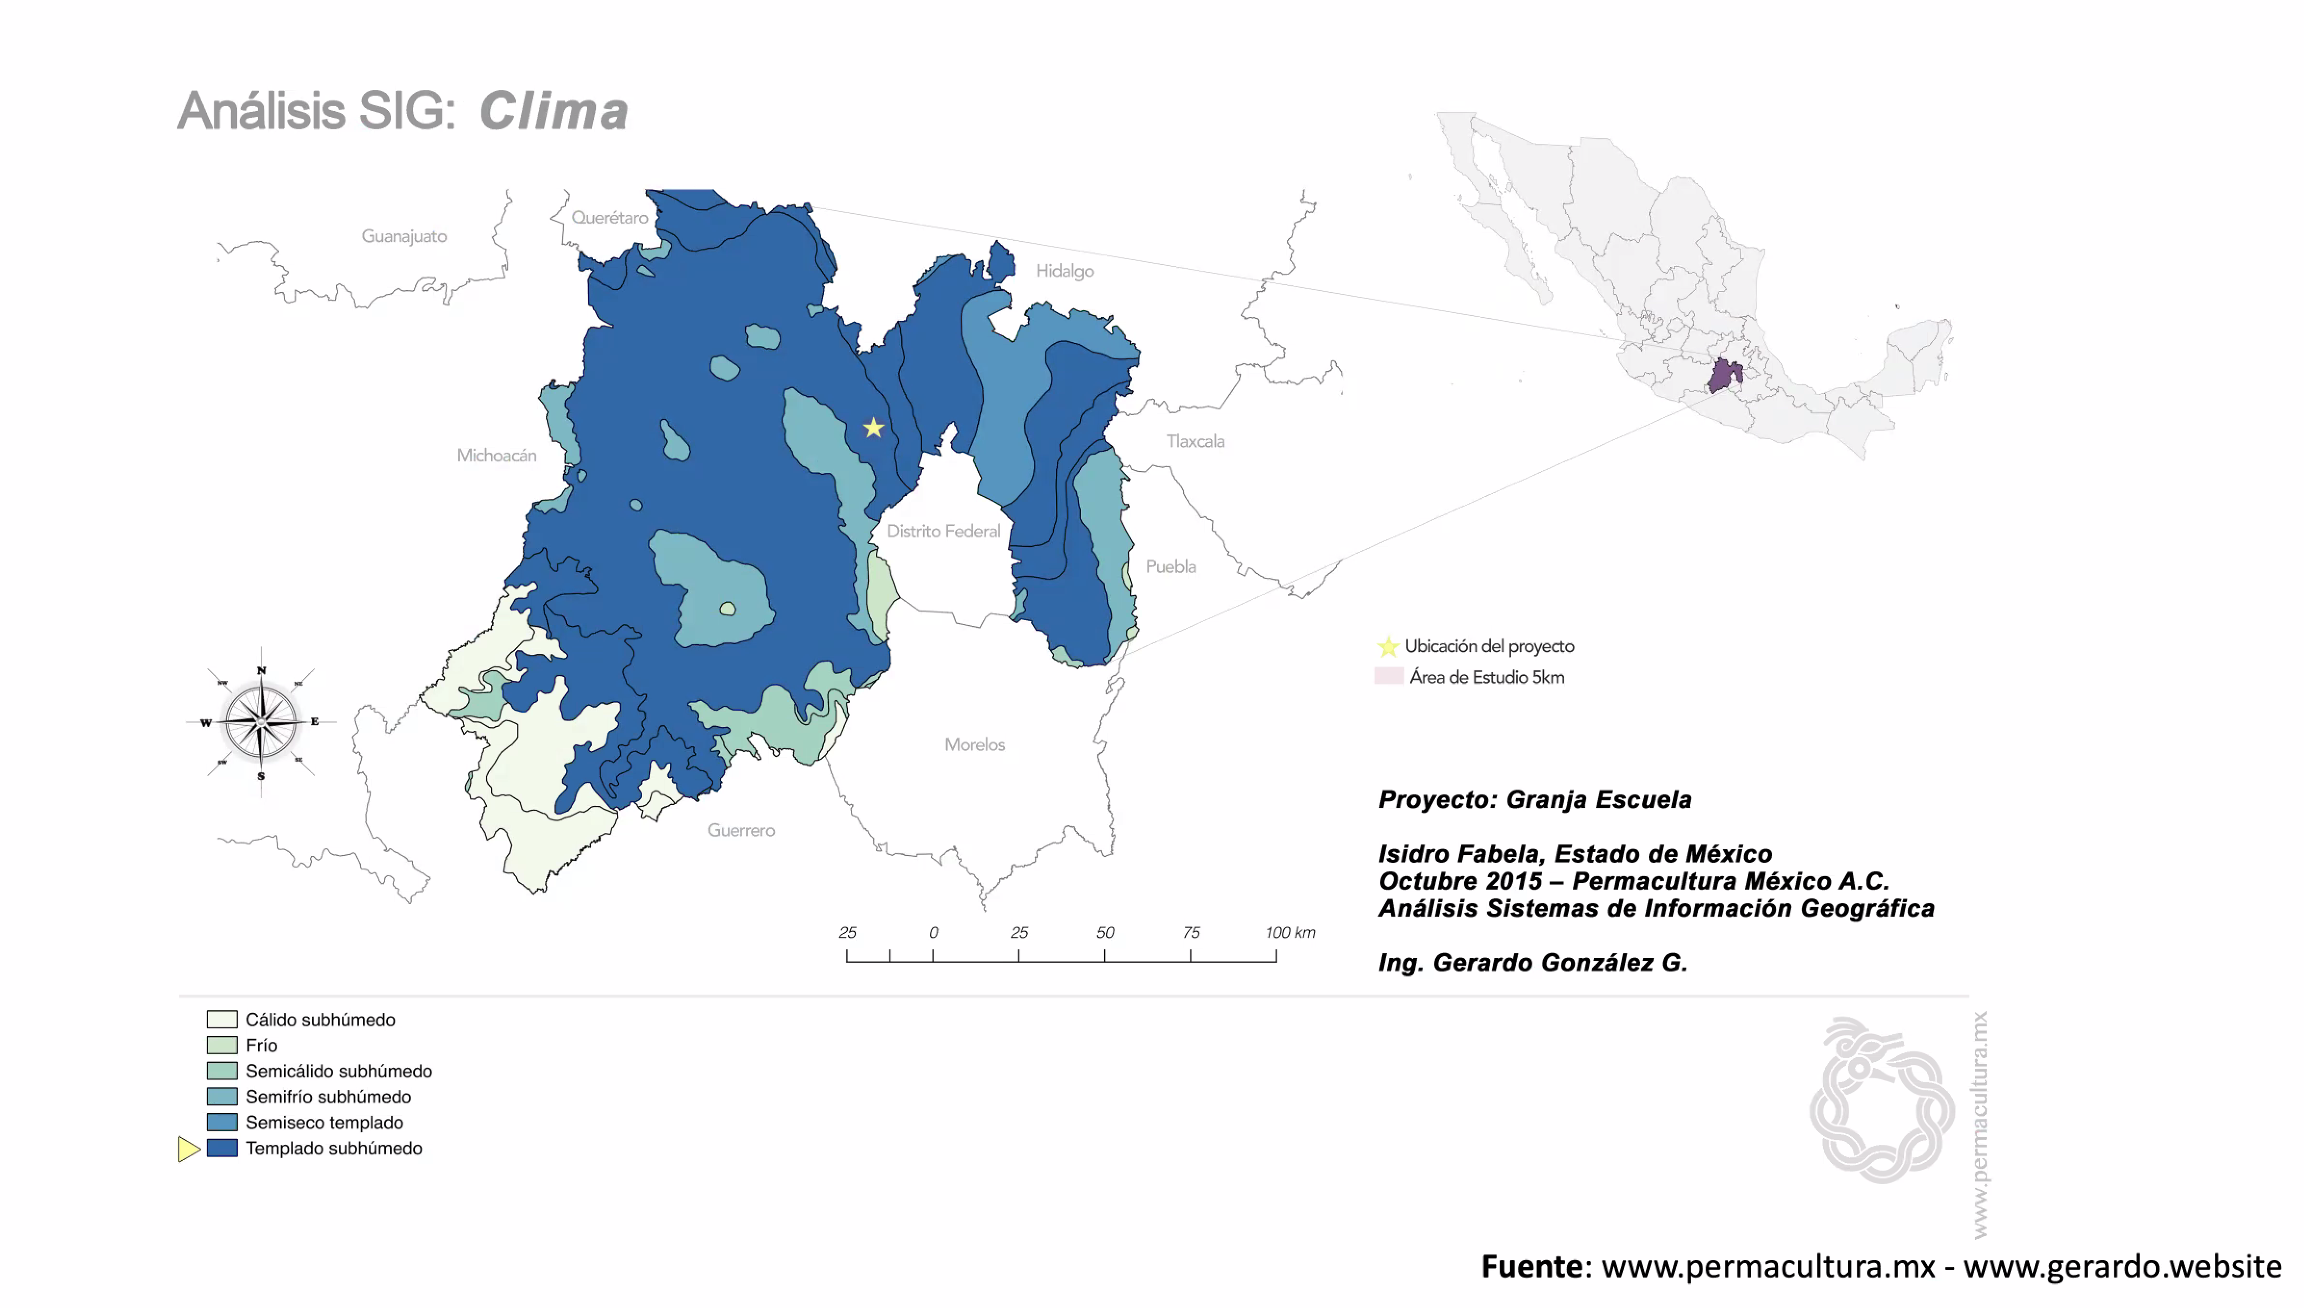 Análisis SIG: Clima
Querétaro
Guanajuato
Hidalgo
Michoacán
Tlaxcala
Distrito Federal
Puebla
Morelos
Guerrero
N
NW
NE
W
E
SW
SE
S
Ubicación del proyecto
Área de Estudio 5km
Proyecto: Granja Escuela
Isidro Fabela, Estado de México
Octubre 2015 – Permacultura México A.C.
Análisis Sistemas de Información Geográfica
Ing. Gerardo González G.
25 0 25 50 75 100 km
Cálido subhúmedo
Frío
Semicálido subhúmedo
Semifrío subhúmedo
Semiseco templado
Templado subhúmedo
www.permacultura.mx
Fuente: www.permacultura.mx - www.gerardo.website